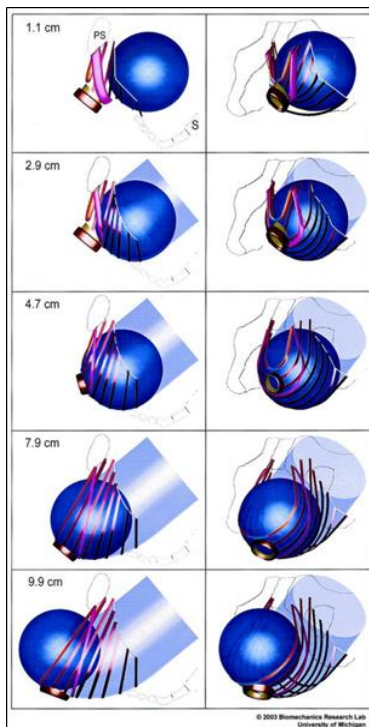 1.1 cm
PS
S
2.9 cm
4.7 cm
7.9 cm
9.9 cm
© 2003 Biomechanics Research Lab
University of Michigan